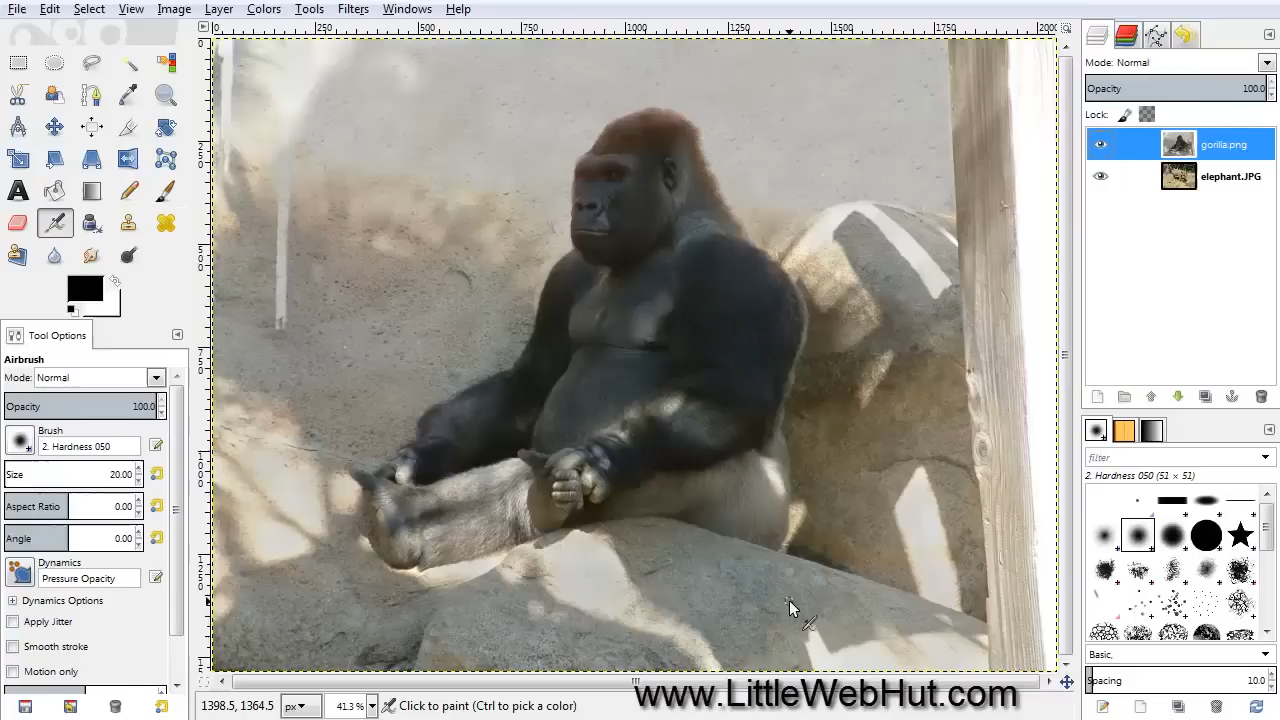 File Edit Select View Image Layer Colors Tools Filters Windows Help
0 250 500 750 1000 1250 1500 1750 2000
Mode: Normal
Opacity 100.0
Lock:
gorilla.png
elephant.JPG
Tool Options
Airbrush
Mode: Normal
Opacity 100.0
Brush
2. Hardness 050
Size 20.00
Aspect Ratio 0.00
Angle 0.00
Dynamics
Pressure Opacity
Dynamics Options
Apply Jitter
Smooth stroke
Motion only
filter
2. Hardness 050 (51 × 51)
Basic,
Spacing 10.0
1398.5, 1364.5 px 41.3 % Click to paint (Ctrl to pick a color)
www.LittleWebHut.com